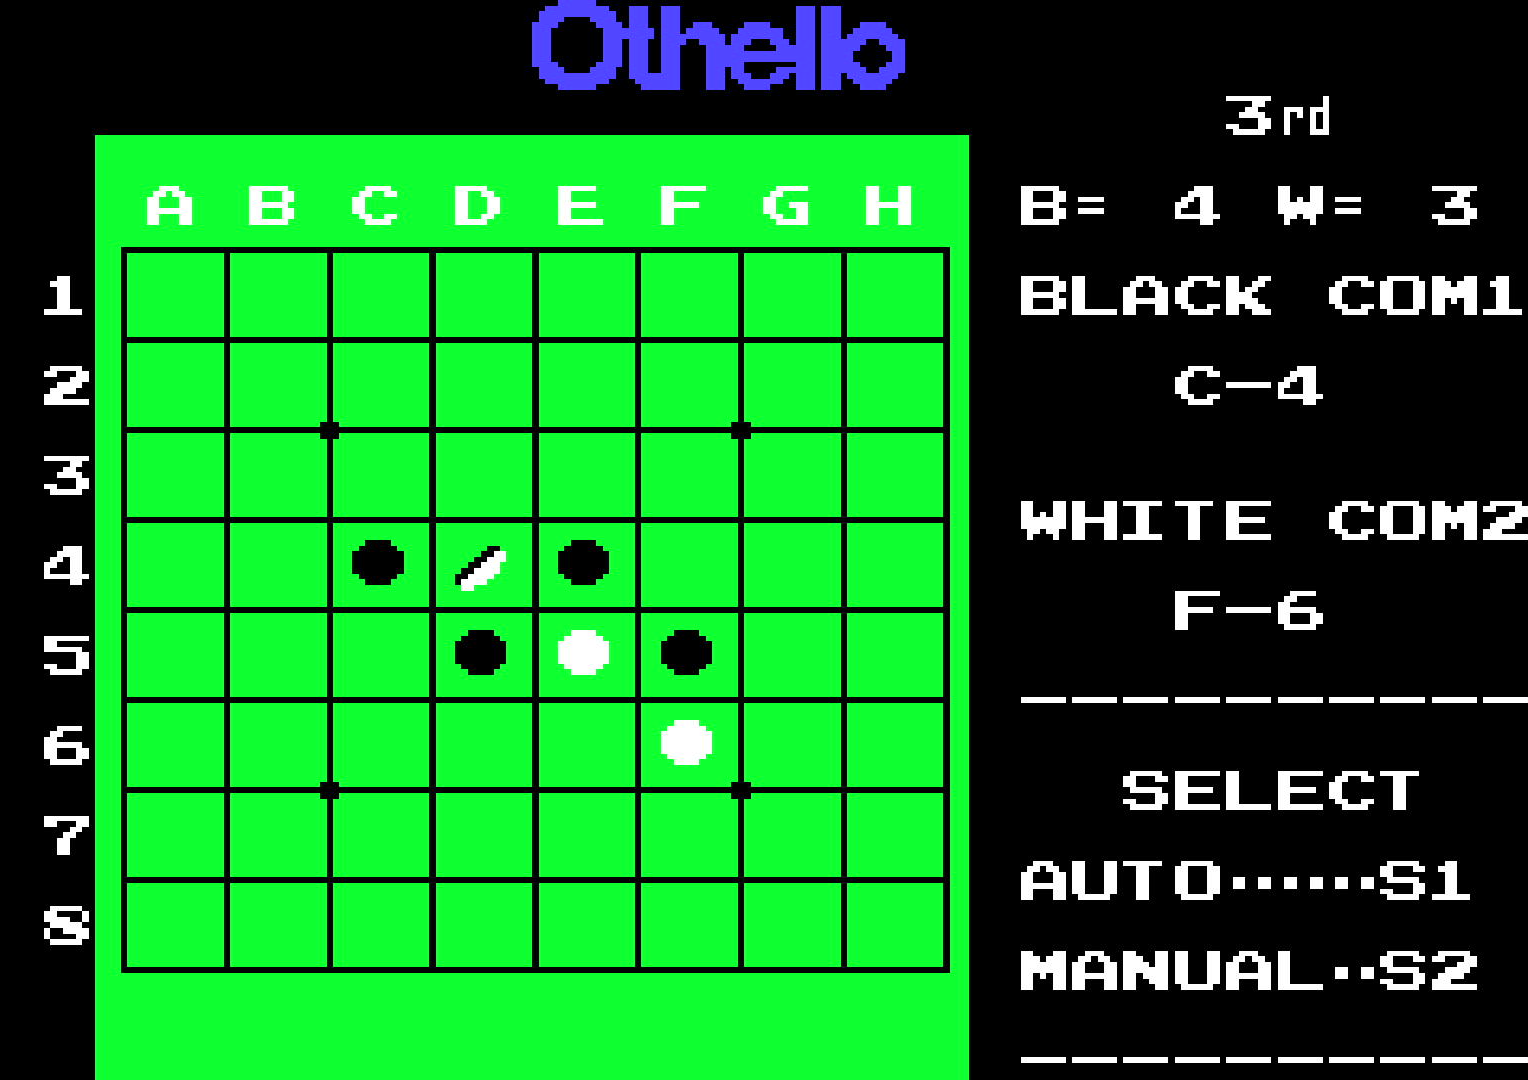 Othello
3rd
A B C D E F G H
B= 4 W= 3
1
BLACK COM1
2
C-4
3
4
WHITE COM2
5
F-6
6
7
SELECT
8
AUTO······S1
MANUAL··S2